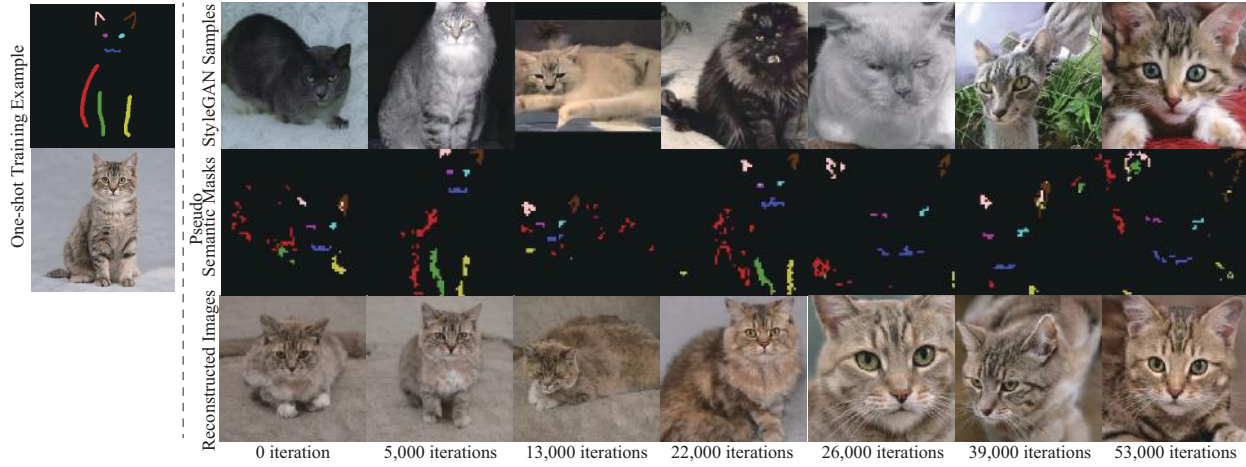 One-shot Training Example
StyleGAN Samples
Pseudo
Semantic Masks
Reconstructed Images
0 iteration
5,000 iterations
13,000 iterations
22,000 iterations
26,000 iterations
39,000 iterations
53,000 iterations